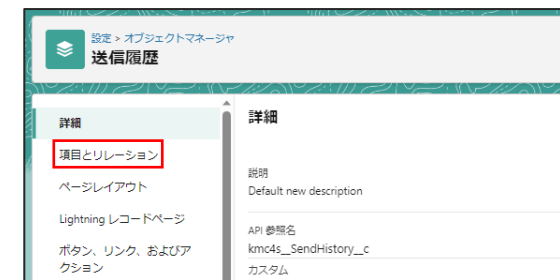 設定 > オブジェクトマネージャ
送信履歴
詳細
項目とリレーション
ページレイアウト
Lightning レコードページ
ボタン、リンク、およびア
クション
詳細
説明
Default new description
API 参照名
kmc4s__SendHistory__c
カスタム